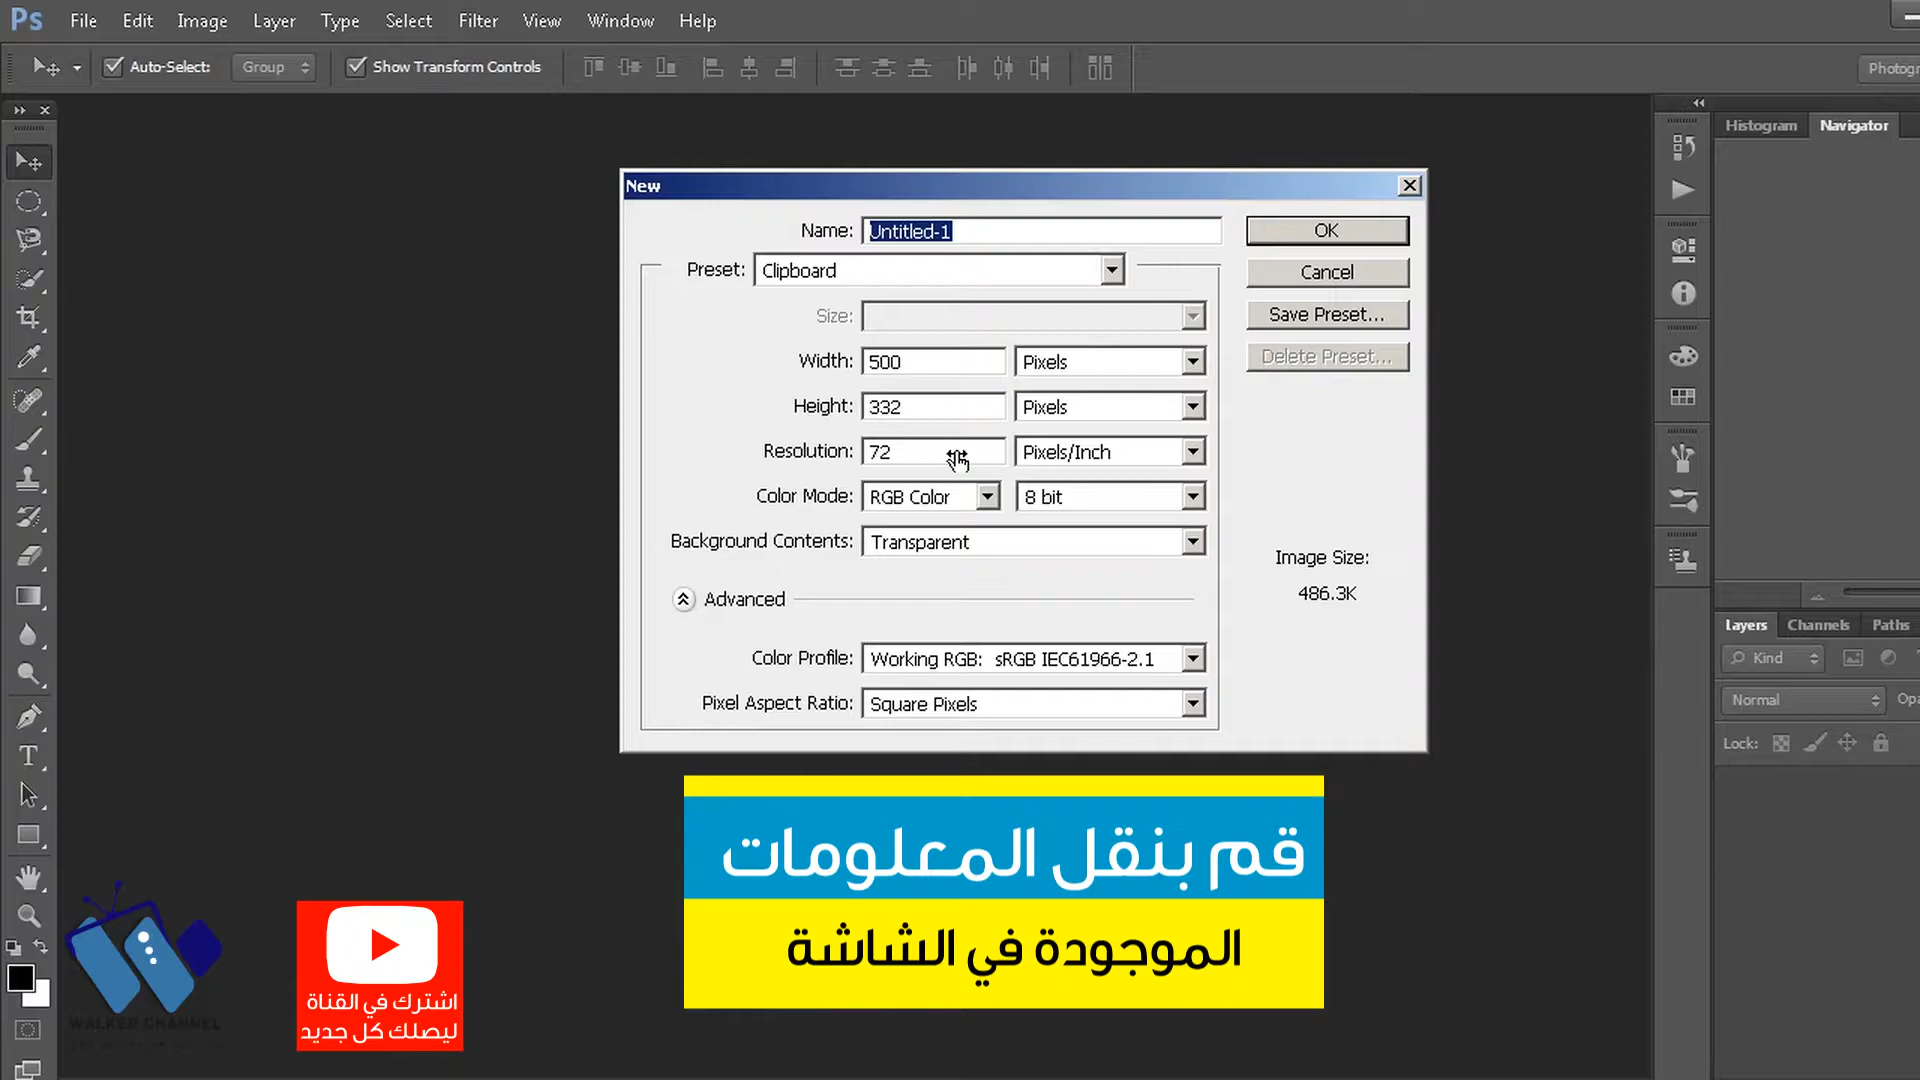 Ps File Edit Image Layer Type Select Filter View Window Help
Auto-Select: Group Show Transform Controls
Histogram Navigator
New
Name: Untitled-1 OK
Preset: Clipboard Cancel
Size: Save Preset...
Width: 500 Pixels Delete Preset...
Height: 332 Pixels
Resolution: 72 Pixels/Inch
Color Mode: RGB Color 8 bit
Background Contents: Transparent
Image Size:
486.3K
Advanced
Color Profile: Working RGB: sRGB IEC61966-2.1
Pixel Aspect Ratio: Square Pixels
Layers Channels Paths
Kind
Normal
Lock:
قم بنقل المعلومات
الموجودة في الشاشة
اشترك في القناة
ليصلك كل جديد
WALKER CHANNEL